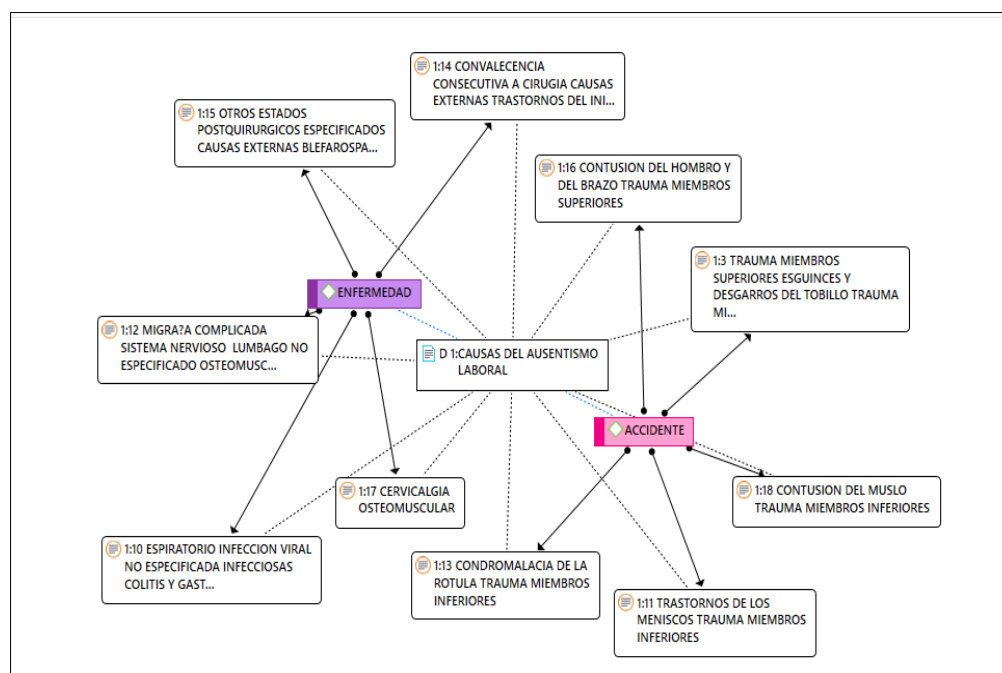 1:14 CONVALECENCIA
CONSECUTIVA A CIRUGIA CAUSAS
EXTERNAS TRASTORNOS DEL INI...
1:15 OTROS ESTADOS
POSTQUIRURGICOS ESPECIFICADOS
CAUSAS EXTERNAS BLEFAROSPA...
1:16 CONTUSION DEL HOMBRO Y
DEL BRAZO TRAUMA MIEMBROS
SUPERIORES
1:3 TRAUMA MIEMBROS
SUPERIORES ESGUINCES Y
DESGARROS DEL TOBILLO TRAUMA
MI...
ENFERMEDAD
1:12 MIGRA?A COMPLICADA
SISTEMA NERVIOSO LUMBAGO NO
ESPECIFICADO OSTEOMUSC...
D 1:CAUSAS DEL AUSENTISMO
LABORAL
ACCIDENTE
1:17 CERVICALGIA
OSTEOMUSCULAR
1:18 CONTUSION DEL MUSLO
TRAUMA MIEMBROS INFERIORES
1:10 ESPIRATORIO INFECCION VIRAL
NO ESPECIFICADA INFECCIOSAS
COLITIS Y GAST...
1:13 CONDROMALACIA DE LA
ROTULA TRAUMA MIEMBROS
INFERIORES
1:11 TRASTORNOS DE LOS
MENISCOS TRAUMA MIEMBROS
INFERIORES